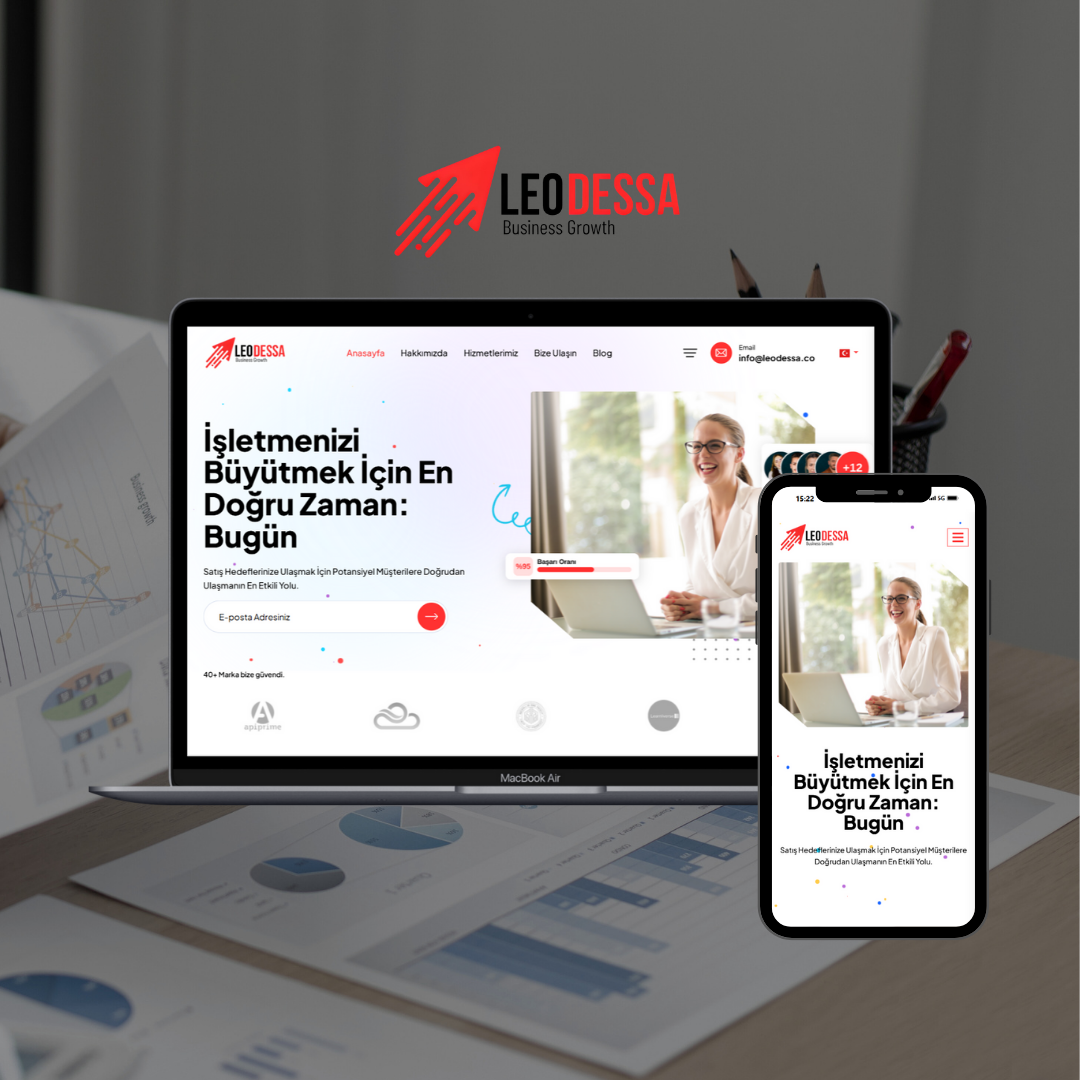 LEODESSA
Business Growth
LEODESSA
Business Growth
Anasayfa
Hakkımızda
Hizmetlerimiz
Bize Ulaşın
Blog
Email
info@leodessa.co
İşletmenizi
Büyütmek İçin En
Doğru Zaman:
Bugün
Satış Hedeflerinize Ulaşmak İçin Potansiyel Müşterilere Doğrudan
Ulaşmanın En Etkili Yolu.
E-posta Adresiniz
+12
%95
Başarı Oranı
40+ Marka bize güvendi.
apiprime
MacBook Air
15:22
5G
LEODESSA
Business Growth
İşletmenizi
Büyütmek İçin En
Doğru Zaman:
Bugün
Satış Hedeflerinize Ulaşmak İçin Potansiyel Müşterilere
Doğrudan Ulaşmanın En Etkili Yolu.
Business growth